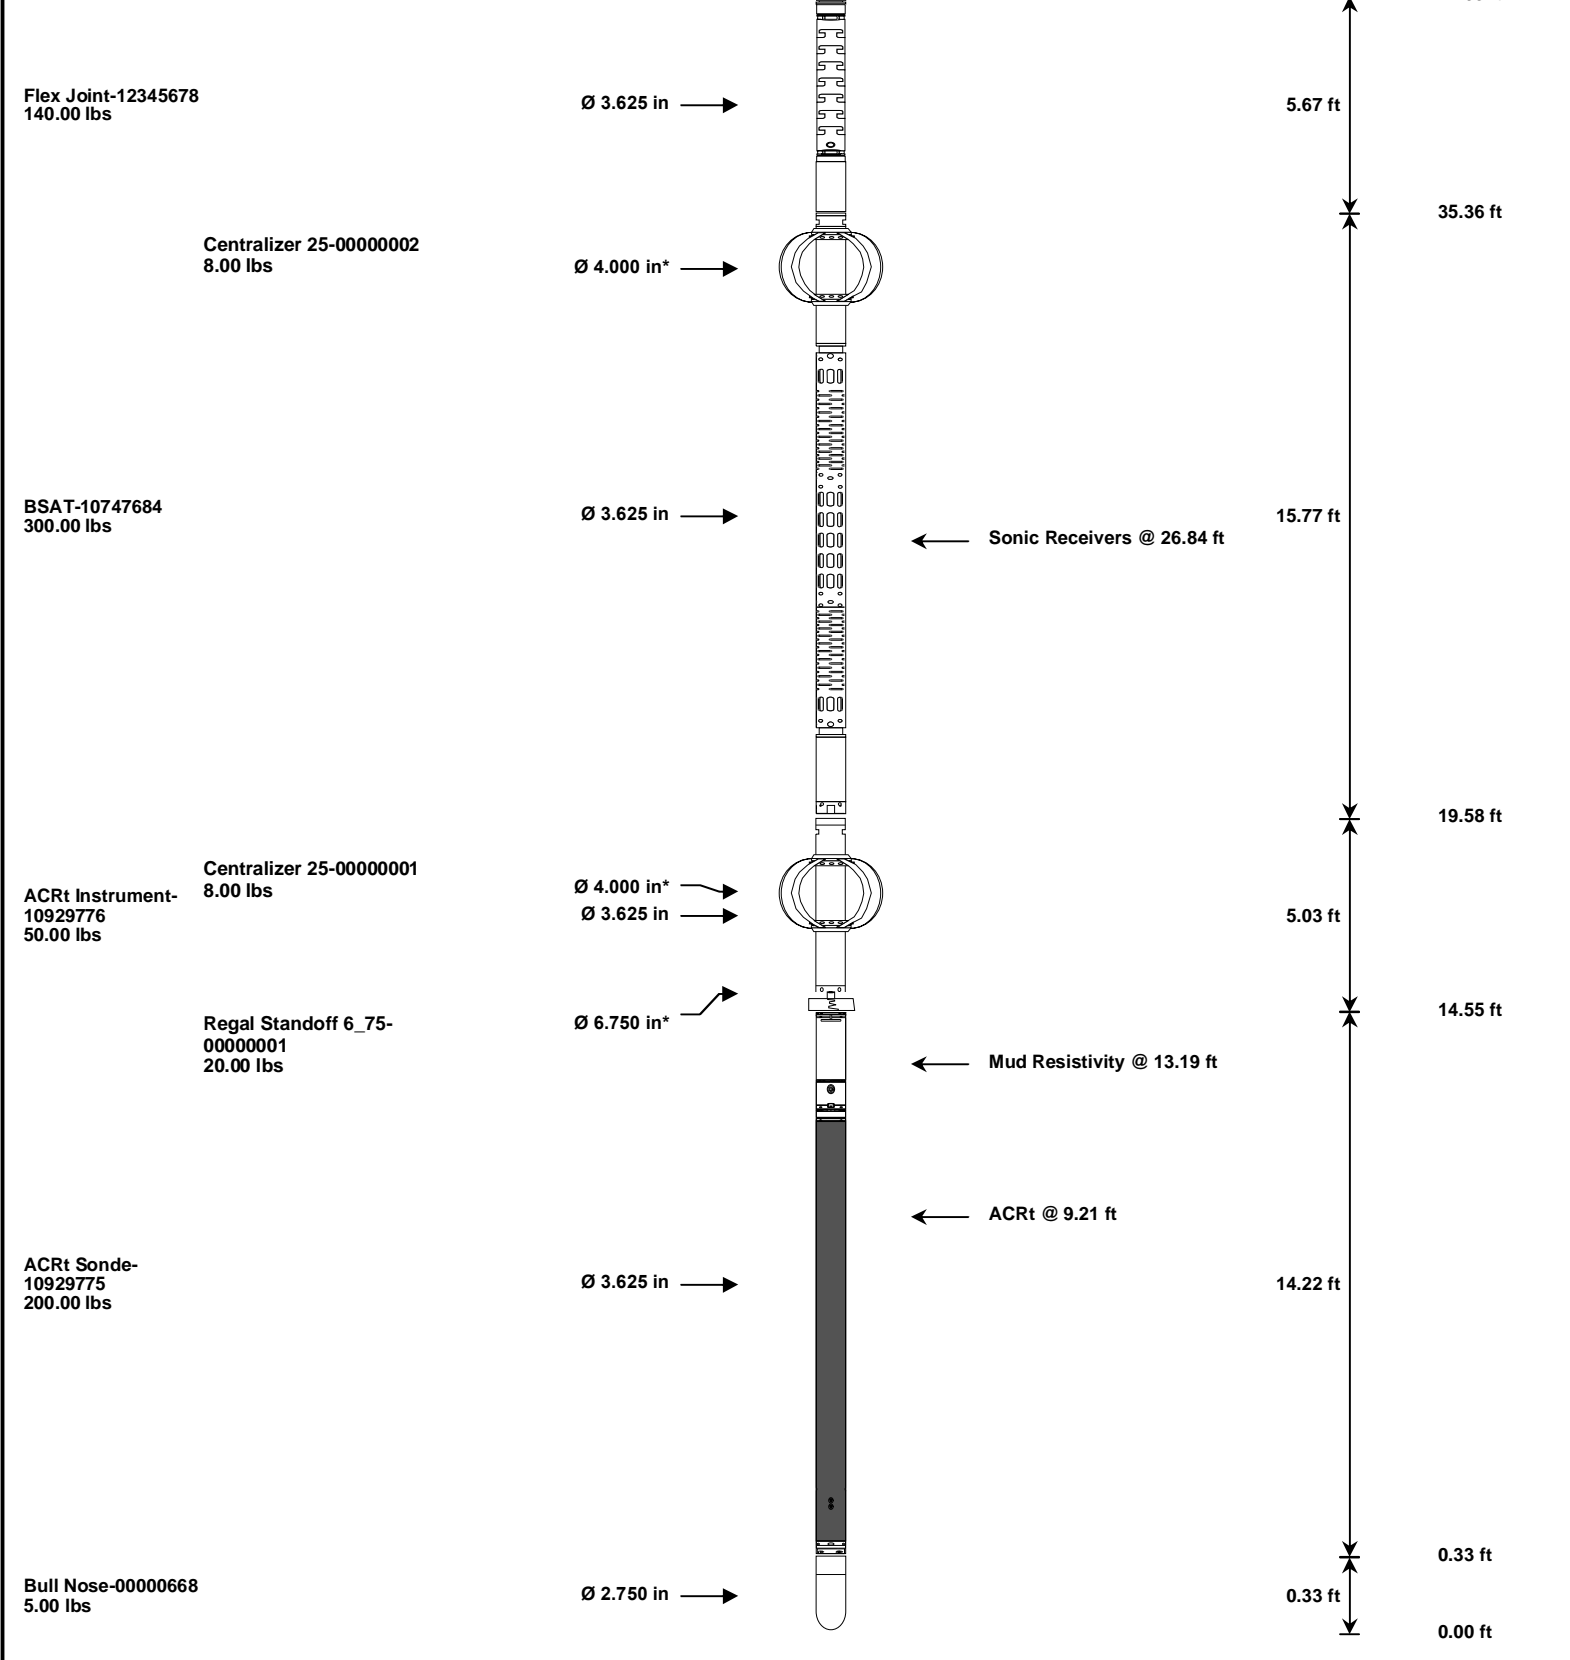 Flex Joint-12345678
140.00 lbs
Ø 3.625 in
5.67 ft
35.36 ft
Centralizer 25-00000002
8.00 lbs
Ø 4.000 in*
BSAT-10747684
300.00 lbs
Ø 3.625 in
Sonic Receivers @ 26.84 ft
15.77 ft
19.58 ft
Centralizer 25-00000001
8.00 lbs
Ø 4.000 in*
ACRt Instrument-
10929776
50.00 lbs
Ø 3.625 in
5.03 ft
14.55 ft
Regal Standoff 6_75-
00000001
20.00 lbs
Ø 6.750 in*
Mud Resistivity @ 13.19 ft
ACRt @ 9.21 ft
ACRt Sonde-
10929775
200.00 lbs
Ø 3.625 in
14.22 ft
0.33 ft
Bull Nose-00000668
5.00 lbs
Ø 2.750 in
0.33 ft
0.00 ft